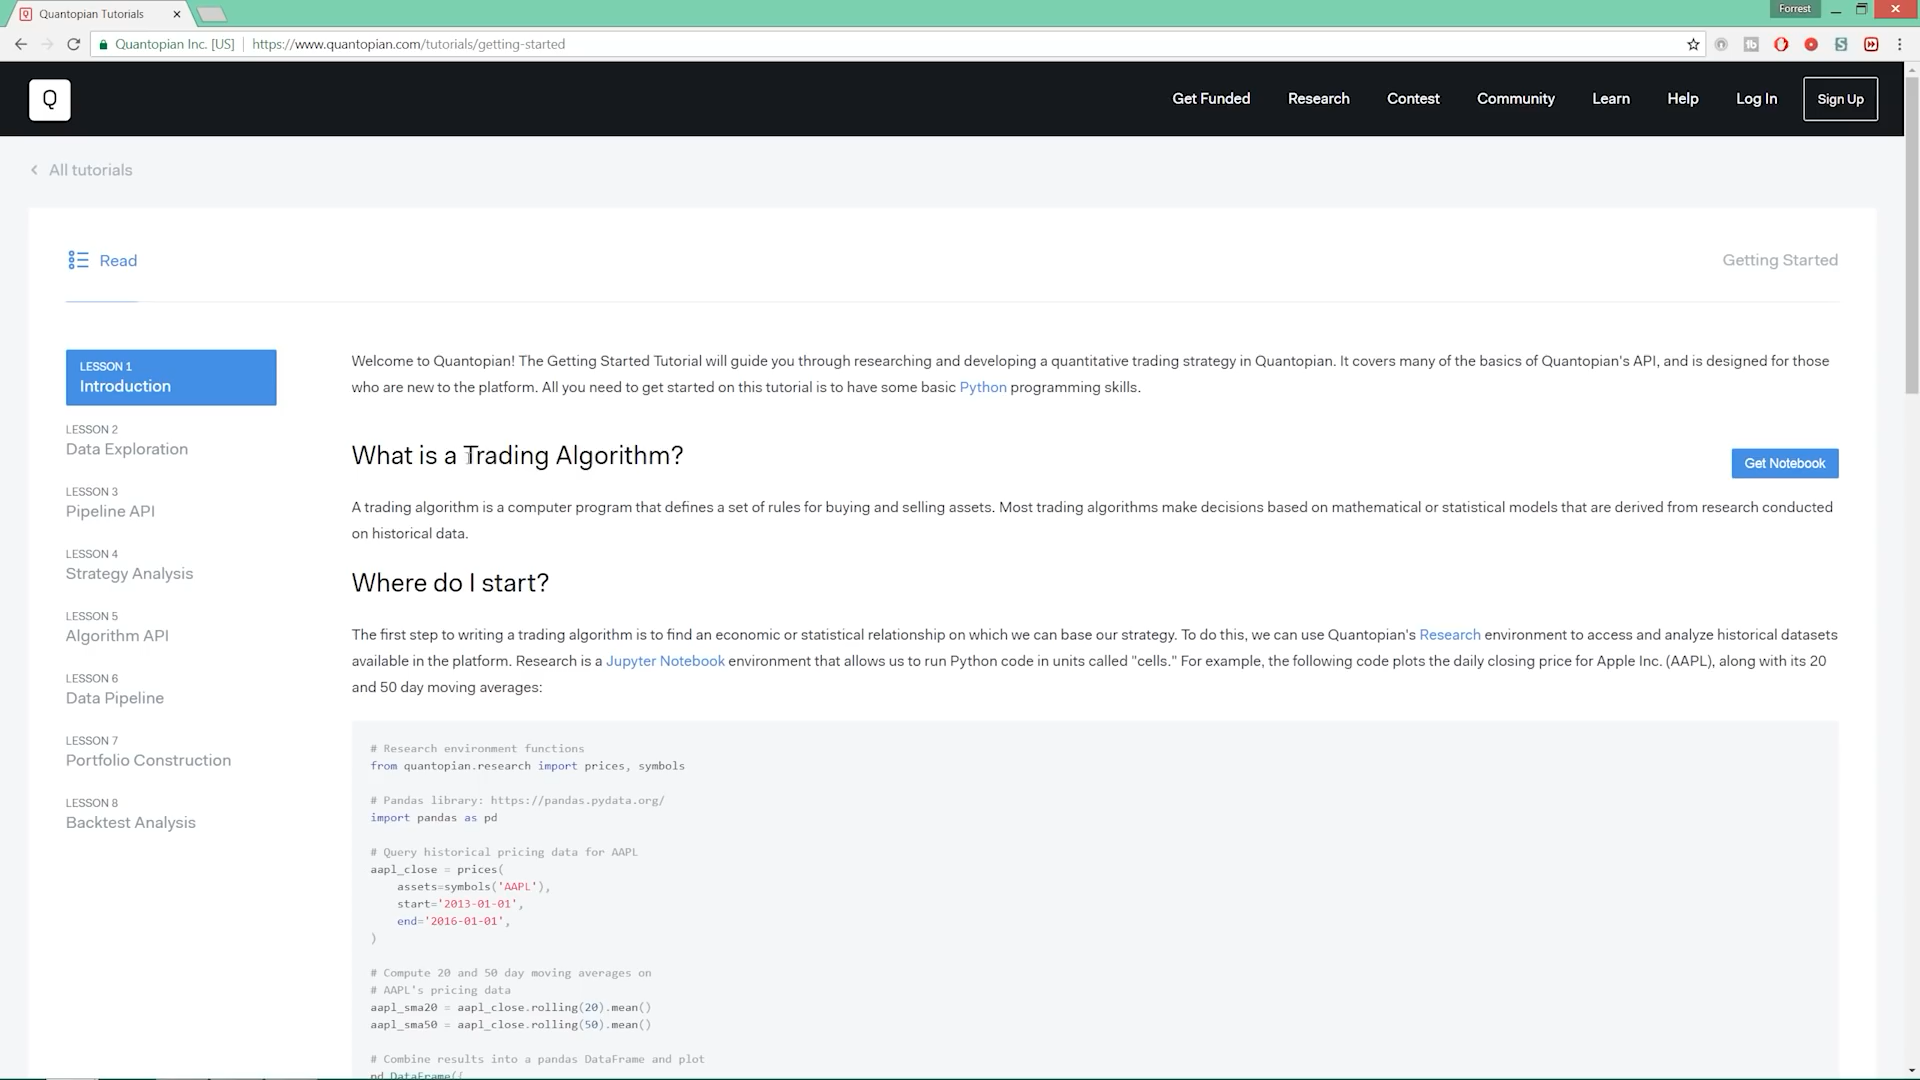 Quantopian Tutorials
Forrest
Quantopian Inc. [US]
https://www.quantopian.com/tutorials/getting-started
Q
Get Funded
Research
Contest
Community
Learn
Help
Log In
Sign Up
All tutorials
Read
Getting Started
LESSON 1
Introduction
LESSON 2
Data Exploration
LESSON 3
Pipeline API
LESSON 4
Strategy Analysis
LESSON 5
Algorithm API
LESSON 6
Data Pipeline
LESSON 7
Portfolio Construction
LESSON 8
Backtest Analysis
Welcome to Quantopian! The Getting Started Tutorial will guide you through researching and developing a quantitative trading strategy in Quantopian. It covers many of the basics of Quantopian's API, and is designed for those
who are new to the platform. All you need to get started on this tutorial is to have some basic Python programming skills.
What is a Trading Algorithm?
Get Notebook
A trading algorithm is a computer program that defines a set of rules for buying and selling assets. Most trading algorithms make decisions based on mathematical or statistical models that are derived from research conducted
on historical data.
Where do I start?
The first step to writing a trading algorithm is to find an economic or statistical relationship on which we can base our strategy. To do this, we can use Quantopian's Research environment to access and analyze historical datasets
available in the platform. Research is a Jupyter Notebook environment that allows us to run Python code in units called "cells." For example, the following code plots the daily closing price for Apple Inc. (AAPL), along with its 20
and 50 day moving averages:
# Research environment functions
from quantopian.research import prices, symbols
# Pandas library: https://pandas.pydata.org/
import pandas as pd
# Query historical pricing data for AAPL
aapl_close = prices(
    assets=symbols('AAPL'),
    start='2013-01-01',
    end='2016-01-01',
)
# Compute 20 and 50 day moving averages on
# AAPL's pricing data
aapl_sma20 = aapl_close.rolling(20).mean()
aapl_sma50 = aapl_close.rolling(50).mean()
# Combine results into a pandas DataFrame and plot
pd.DataFrame({